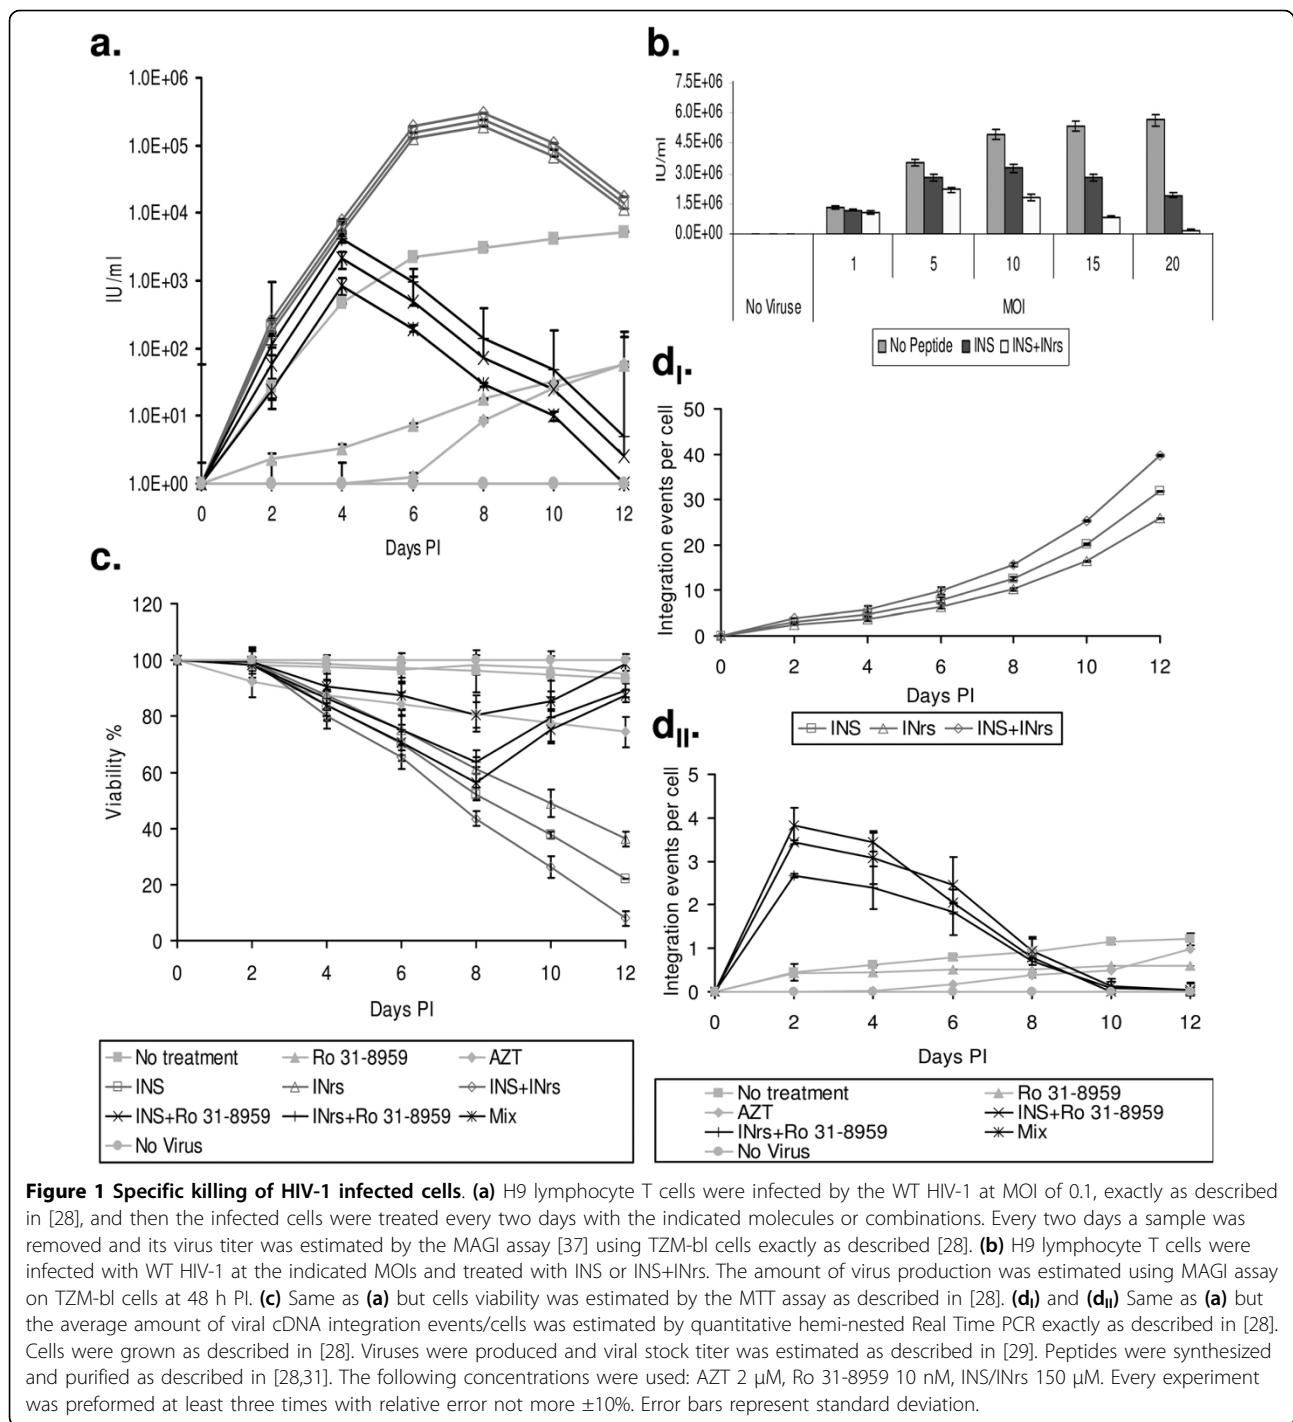 a.
1.0E+06
1.0E+05
1.0E+04
1.0E+03
1.0E+02
1.0E+01
1.0E+00
IU/ml
0 2 4 6 8 10 12
Days PI
b.
7.5E+06
6.0E+06
4.5E+06
3.0E+06
1.5E+06
0.0E+00
IU/ml
1 5 10 15 20
No Viruse
MOI
No Peptide INS INS+INrs
c.
120
100
80
60
40
20
0
Viability %
0 2 4 6 8 10 12
Days PI
No treatment Ro 31-8959 AZT
INS INrs INS+INrs
INS+Ro 31-8959 INrs+Ro 31-8959 Mix
No Virus
dI.
50
40
30
20
10
0
Integration events per cell
0 2 4 6 8 10 12
Days PI
INS INrs INS+INrs
dII.
5
4
3
2
1
0
Integration events per cell
0 2 4 6 8 10 12
Days PI
No treatment Ro 31-8959
AZT INS+Ro 31-8959
INrs+Ro 31-8959 Mix
No Virus
Figure 1 Specific killing of HIV-1 infected cells. (a) H9 lymphocyte T cells were infected by the WT HIV-1 at MOI of 0.1, exactly as described
in [28], and then the infected cells were treated every two days with the indicated molecules or combinations. Every two days a sample was
removed and its virus titer was estimated by the MAGI assay [37] using TZM-bl cells exactly as described [28]. (b) H9 lymphocyte T cells were
infected with WT HIV-1 at the indicated MOIs and treated with INS or INS+INrs. The amount of virus production was estimated using MAGI assay
on TZM-bl cells at 48 h PI. (c) Same as (a) but cells viability was estimated by the MTT assay as described in [28]. (dI) and (dII) Same as (a) but
the average amount of viral cDNA integration events/cells was estimated by quantitative hemi-nested Real Time PCR exactly as described in [28].
Cells were grown as described in [28]. Viruses were produced and viral stock titer was estimated as described in [29]. Peptides were synthesized
and purified as described in [28,31]. The following concentrations were used: AZT 2 μM, Ro 31-8959 10 nM, INS/INrs 150 μM. Every experiment
was preformed at least three times with relative error not more ±10%. Error bars represent standard deviation.